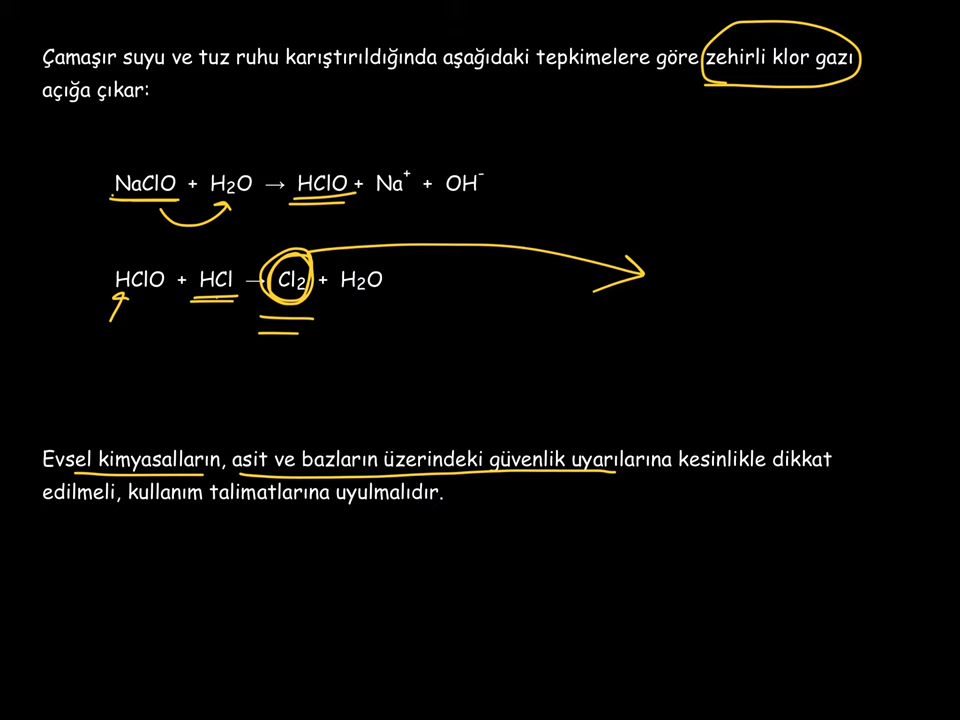 Çamaşır suyu ve tuz ruhu karıştırıldığında aşağıdaki tepkimelere göre zehirli klor gazı
açığa çıkar:
NaClO + H₂O → HClO + Na⁺ + OH⁻
HClO + HCl → Cl₂ + H₂O
Evsel kimyasalların, asit ve bazların üzerindeki güvenlik uyarılarına kesinlikle dikkat
edilmeli, kullanım talimatlarına uyulmalıdır.